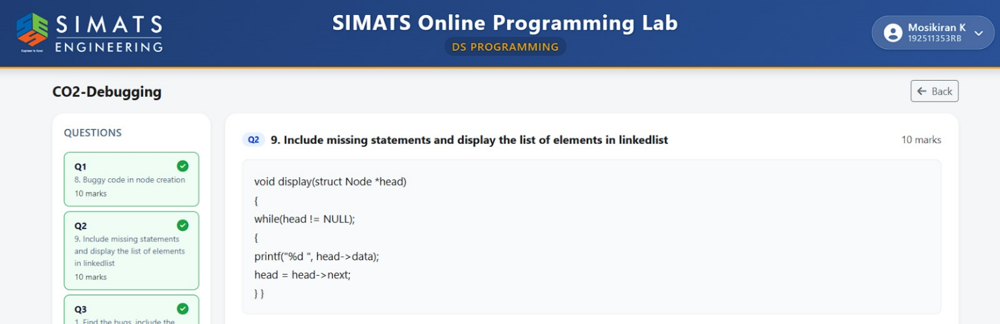 SIMATS
ENGINEERING
Engineer to Excel
SIMATS Online Programming Lab
DS PROGRAMMING
Mosikiran K
192511353RB
CO2-Debugging
Back
QUESTIONS
Q1
8. Buggy code in node creation
10 marks
Q2
9. Include missing statements
and display the list of elements
in linkedlist
10 marks
Q3
1. Find the bugs, include the
Q2 9. Include missing statements and display the list of elements in linkedlist
10 marks
void display(struct Node *head)
{
while(head != NULL);
{
printf("%d ", head->data);
head = head->next;
} }